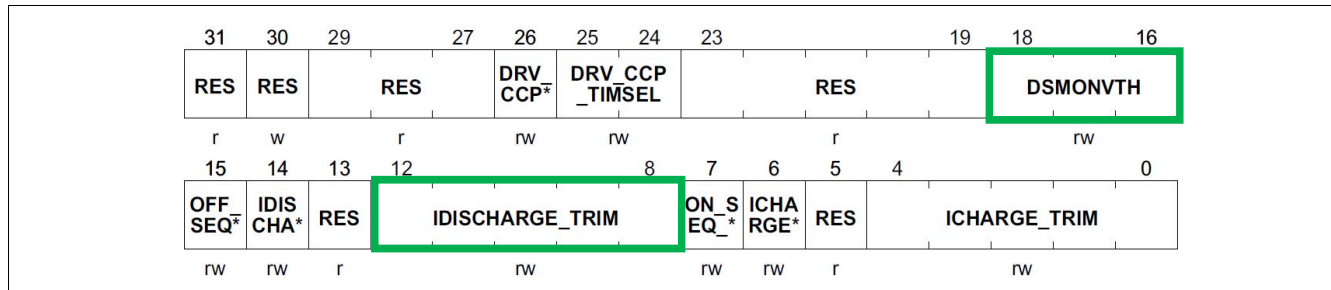 31 30 29 27 26 25 24 23 19 18 16
RES RES RES DRV_ DRV_CCP RES DSMONVTH
CCP* _TIMSEL
r w r rw rw r rw
15 14 13 12 8 7 6 5 4 0
OFF_ IDIS RES IDISCHARGE_TRIM ON_S ICHA RES ICHARGE_TRIM
SEQ* CHA* EQ_* RGE*
rw rw r rw rw rw r rw